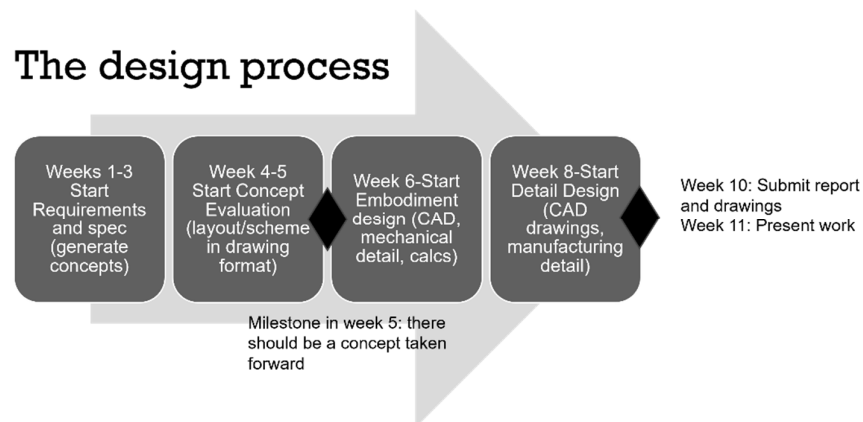 The design process
Weeks 1-3
Start
Requirements
and spec
(generate
concepts)
Week 4-5
Start Concept
Evaluation
(layout/scheme
in drawing
format)
Week 6-Start
Embodiment
design (CAD,
mechanical
detail, calcs)
Week 8-Start
Detail Design
(CAD
drawings,
manufacturing
detail)
Week 10: Submit report
and drawings
Week 11: Present work
Milestone in week 5: there
should be a concept taken
forward